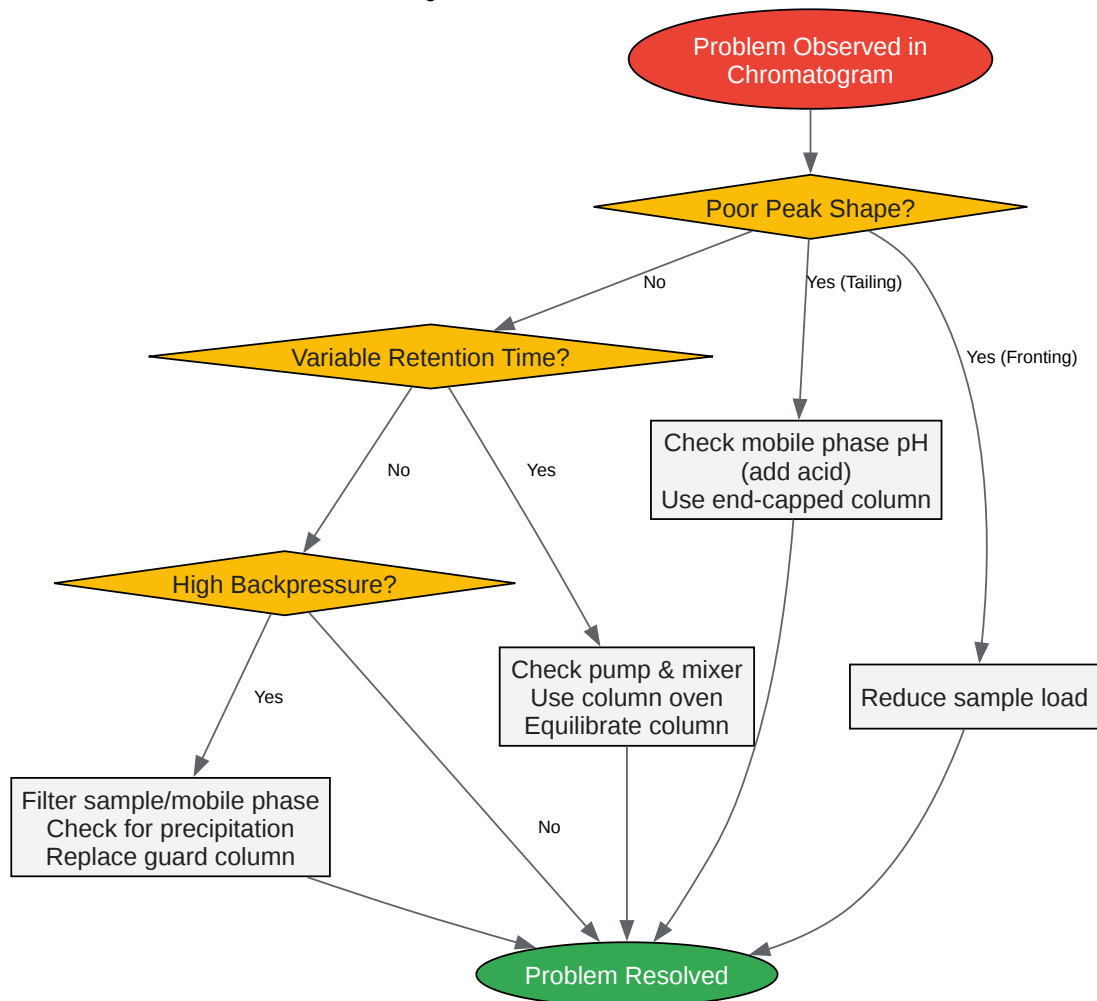 Problem Observed in
Chromatogram
Poor Peak Shape?
No
Yes (Tailing)
Yes (Fronting)
Variable Retention Time?
Check mobile phase pH
(add acid)
Use end-capped column
No
Yes
High Backpressure?
Check pump & mixer
Use column oven
Equilibrate column
Reduce sample load
Yes
Filter sample/mobile phase
Check for precipitation
Replace guard column
No
Problem Resolved